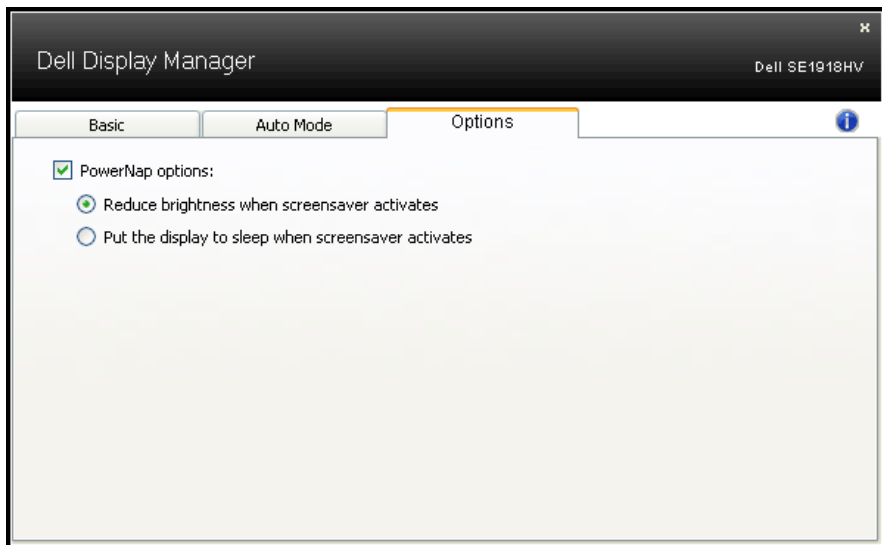 x
Dell Display Manager
Dell SE1918HV
Basic
Auto Mode
Options
i
PowerNap options:
Reduce brightness when screensaver activates
Put the display to sleep when screensaver activates